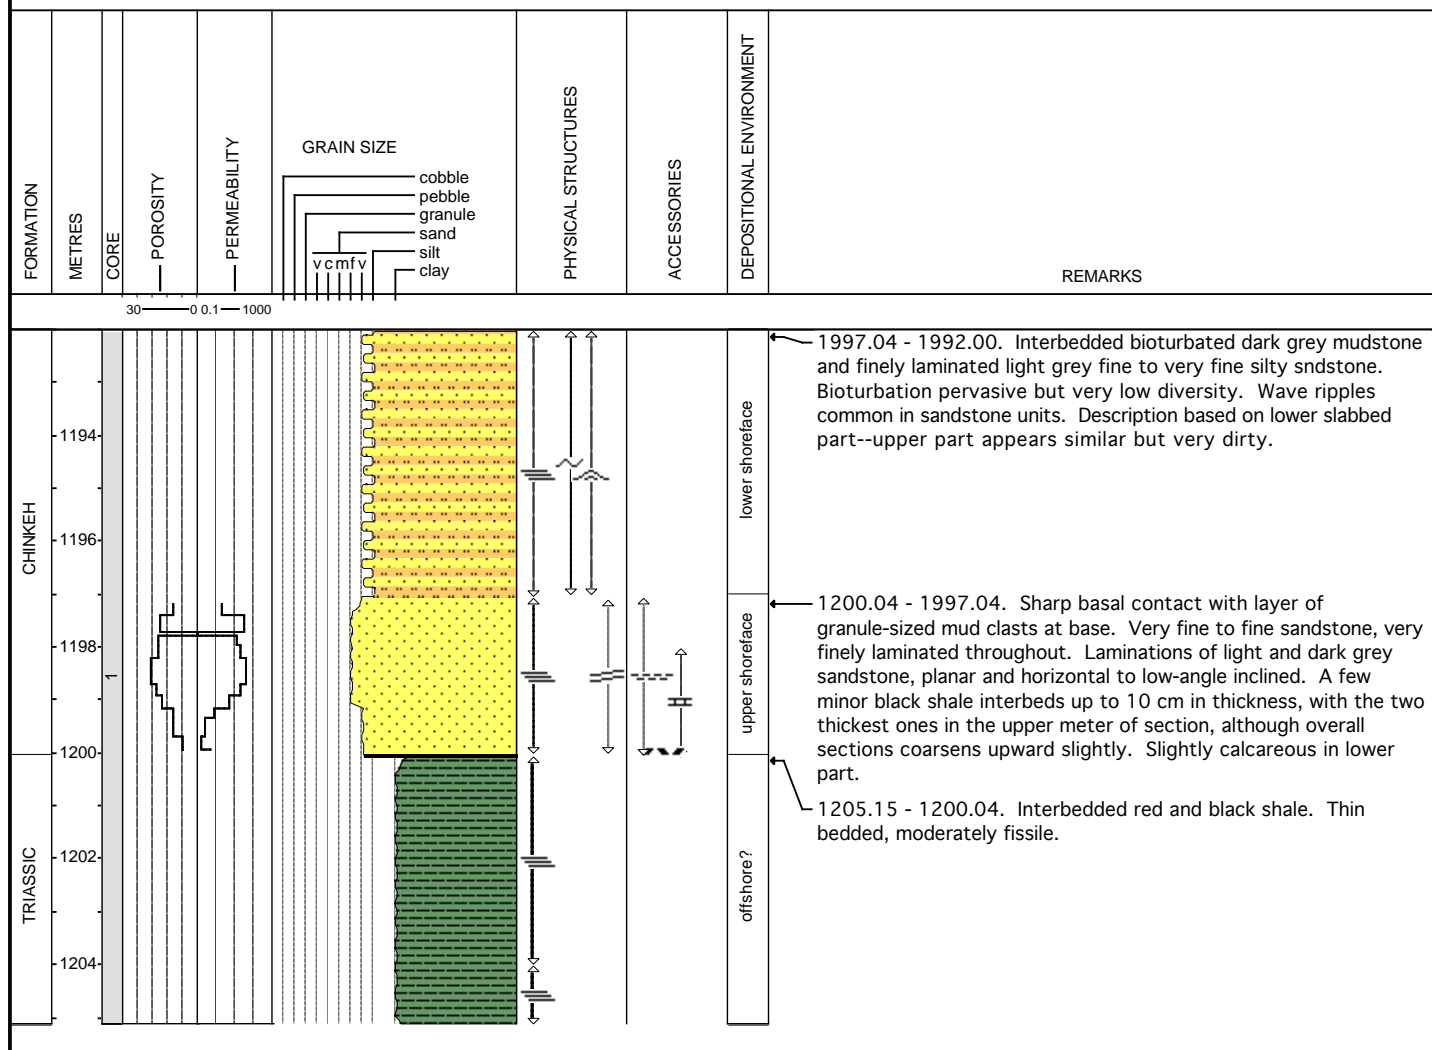 FORMATION
METRES
CORE
POROSITY
PERMEABILITY
GRAIN SIZE
cobble
pebble
granule
sand
silt
clay
v c m f v
PHYSICAL STRUCTURES
ACCESSORIES
DEPOSITIONAL ENVIRONMENT
REMARKS
30 0 0.1 1000
CHINKEH
TRIASSIC
1194
1196
1198
1200
1202
1204
1
lower shoreface
upper shoreface
offshore?
1997.04 - 1992.00. Interbedded bioturbated dark grey mudstone
and finely laminated light grey fine to very fine silty sndstone.
Bioturbation pervasive but very low diversity. Wave ripples
common in sandstone units. Description based on lower slabbed
part--upper part appears similar but very dirty.
1200.04 - 1997.04. Sharp basal contact with layer of
granule-sized mud clasts at base. Very fine to fine sandstone, very
finely laminated throughout. Laminations of light and dark grey
sandstone, planar and horizontal to low-angle inclined. A few
minor black shale interbeds up to 10 cm in thickness, with the two
thickest ones in the upper meter of section, although overall
sections coarsens upward slightly. Slightly calcareous in lower
part.
1205.15 - 1200.04. Interbedded red and black shale. Thin
bedded, moderately fissile.